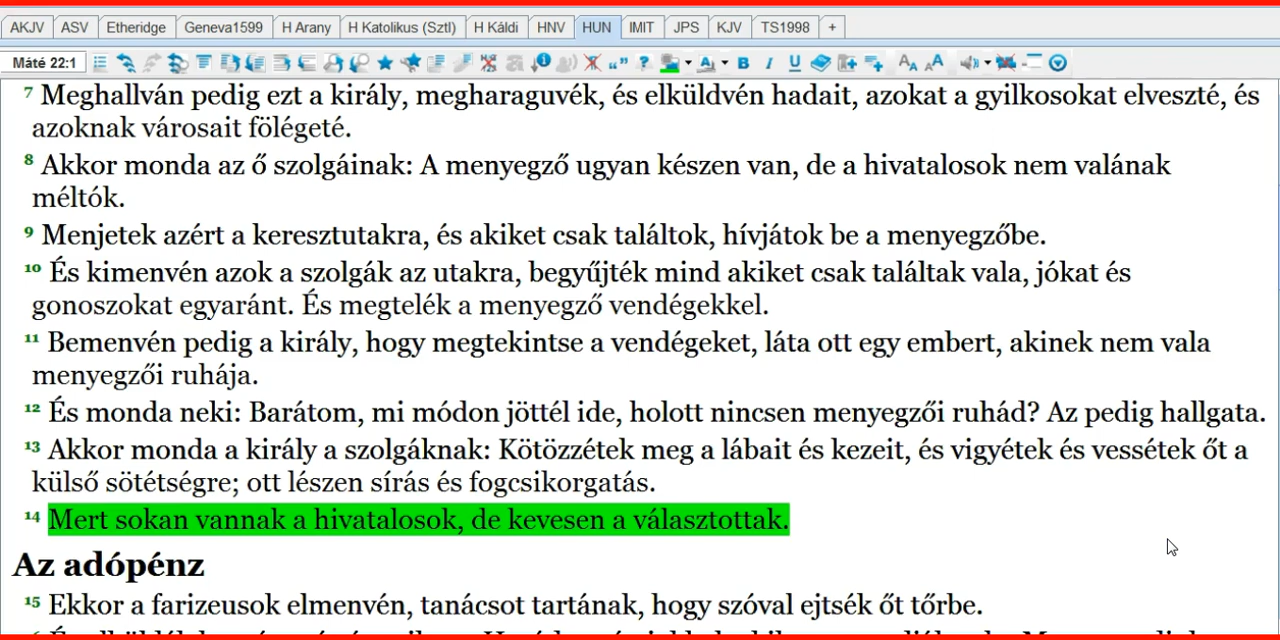 AKJV ASV Etheridge Geneva1599 H Arany H Katolikus (Sztl) H Káldi HNV HUN IMIT JPS KJV TS1998 +
Máté 22:1
7 Meghallván pedig ezt a király, megharaguvék, és elküldvén hadait, azokat a gyilkosokat elveszté, és
azoknak városait fölégeté.
8 Akkor monda az ő szolgáinak: A menyegző ugyan készen van, de a hivatalosok nem valának
méltók.
9 Menjetek azért a keresztutakra, és akiket csak találtok, hívjátok be a menyegzőbe.
10 És kimenvén azok a szolgák az utakra, begyűjték mind akiket csak találtak vala, jókat és
gonoszokat egyaránt. És megtelék a menyegző vendégekkel.
11 Bemenvén pedig a király, hogy megtekintse a vendégeket, láta ott egy embert, akinek nem vala
menyegzői ruhája.
12 És monda neki: Barátom, mi módon jöttél ide, holott nincsen menyegzői ruhád? Az pedig hallgata.
13 Akkor monda a király a szolgáknak: Kötözzétek meg a lábait és kezeit, és vigyétek és vessétek őt a
külső sötétségre; ott lészen sírás és fogcsikorgatás.
14 Mert sokan vannak a hivatalosok, de kevesen a választottak.
Az adópénz
15 Ekkor a farizeusok elmenvén, tanácsot tartának, hogy szóval ejtsék őt tőrbe.